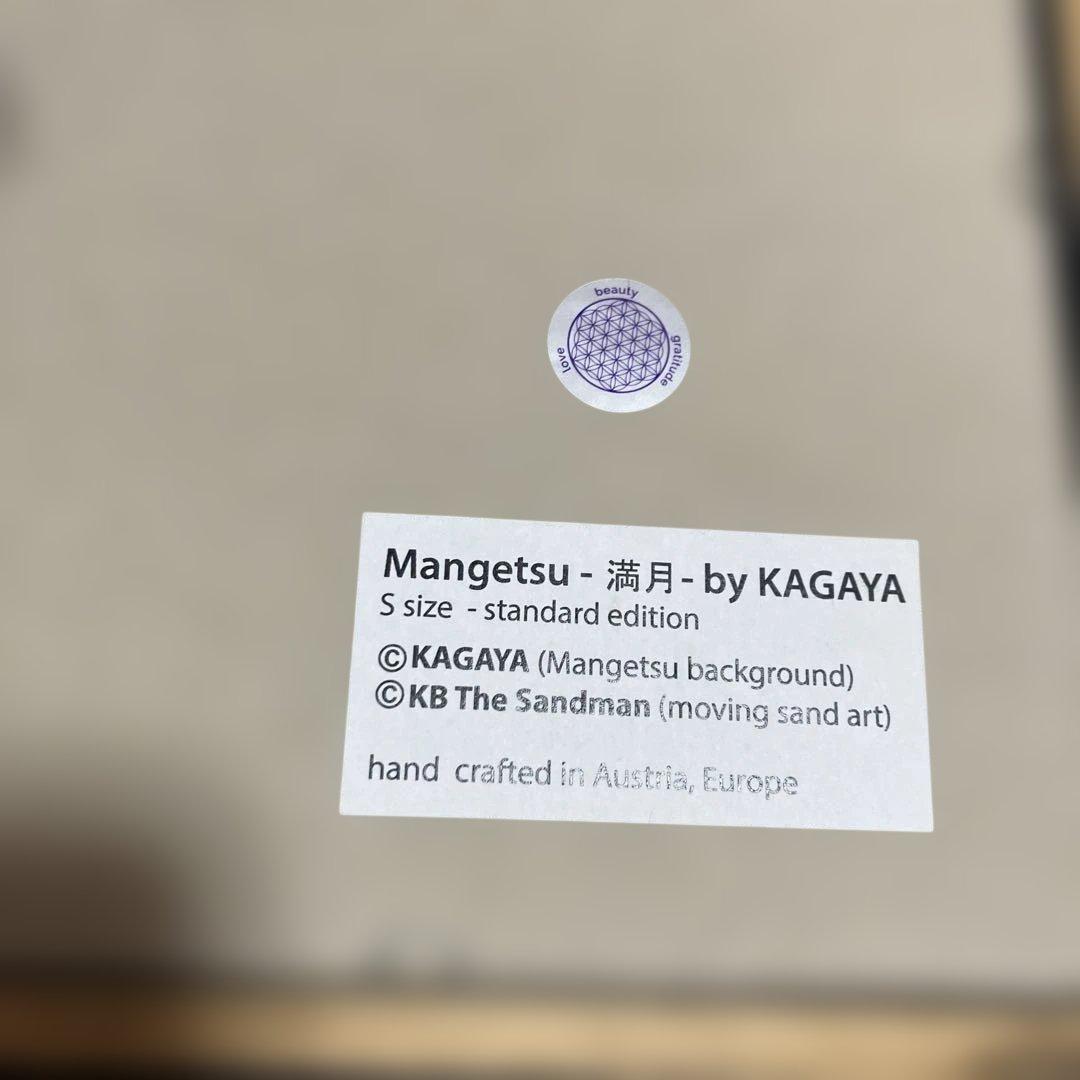 beauty
love
gratitude
Mangetsu - 満月 - by KAGAYA
S size - standard edition
©KAGAYA (Mangetsu background)
©KB The Sandman (moving sand art)
hand crafted in Austria, Europe